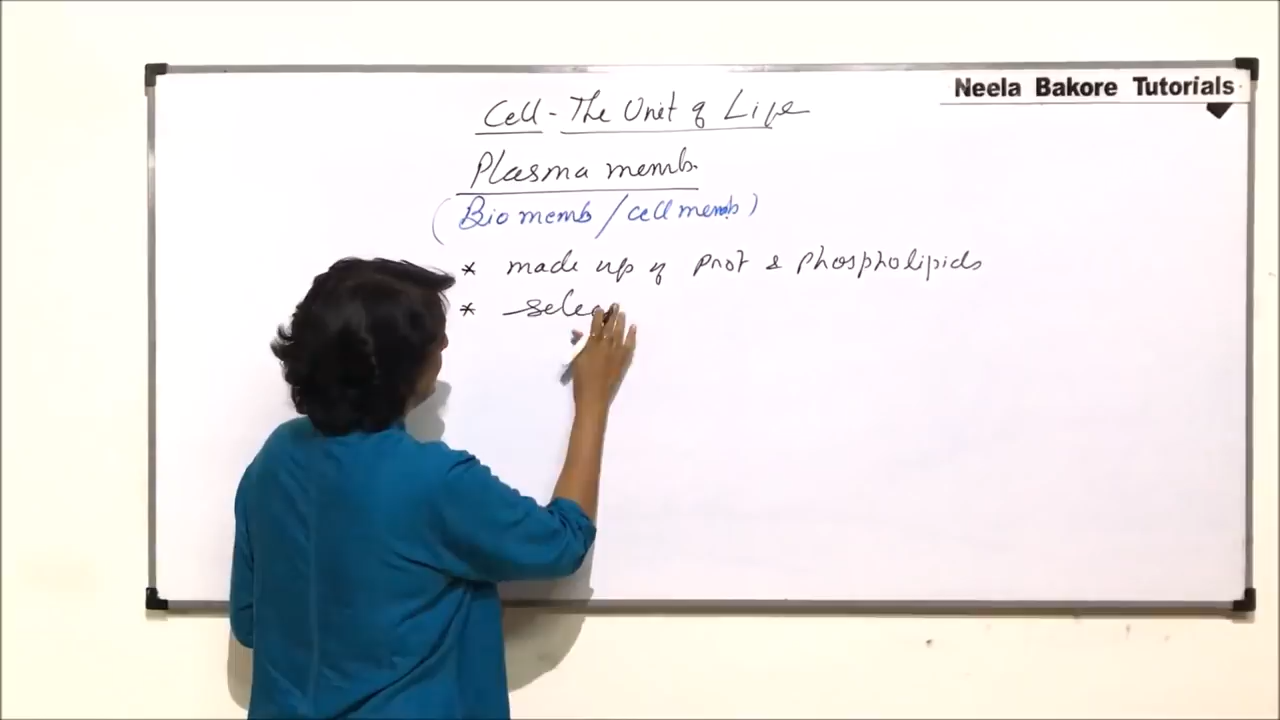 Neela Bakore Tutorials
Cell - The Unit of Life
Plasma memb.
(Bio memb / cell memb)
* made up of prot & phospholipids
* selec